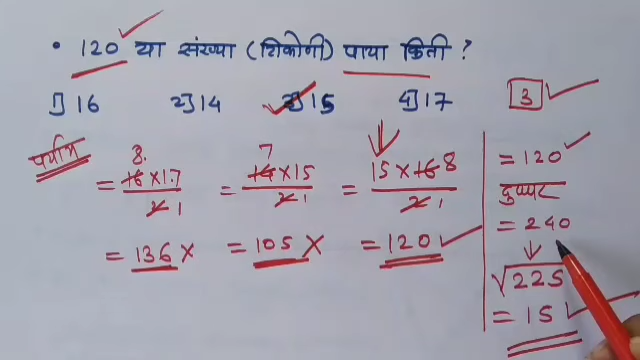 • 120 या संख्या (त्रिकोणी) पाया किती ?
1) 16 2) 14 3) 15 4) 17 3
पर्याय
8. 7
= 16 × 17 / 2 1 = 14 × 15 / 2 1 = 15 × 16 8 / 2 1
= 136 × = 105 × = 120
= 120
दुप्पट
= 240
↓
√225
= 15